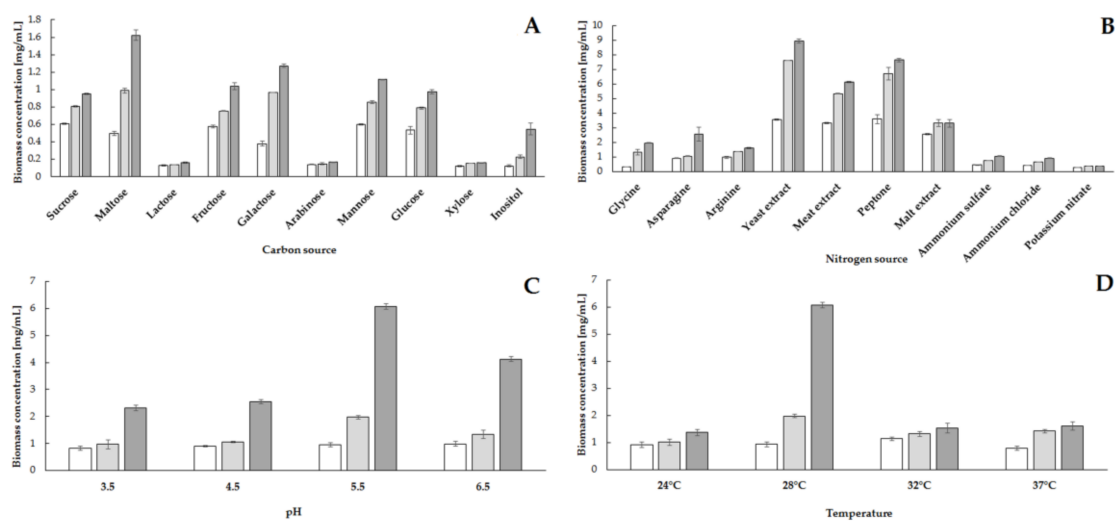 A
Biomass concentration [mg/mL]
1.8
1.6
1.4
1.2
1
0.8
0.6
0.4
0.2
0
Sucrose
Maltose
Lactose
Fructose
Galactose
Arabinose
Mannose
Glucose
Xylose
Inositol
Carbon source
B
Biomass concentration [mg/mL]
10
9
8
7
6
5
4
3
2
1
0
Glycine
Asparagine
Arginine
Yeast extract
Meat extract
Peptone
Malt extract
Ammonium sulfate
Ammonium chloride
Potassium nitrate
Nitrogen source
C
Biomass concentration [mg/mL]
7
6
5
4
3
2
1
0
3.5 4.5 5.5 6.5
pH
D
Biomass concentration [mg/mL]
7
6
5
4
3
2
1
0
24°C 28°C 32°C 37°C
Temperature